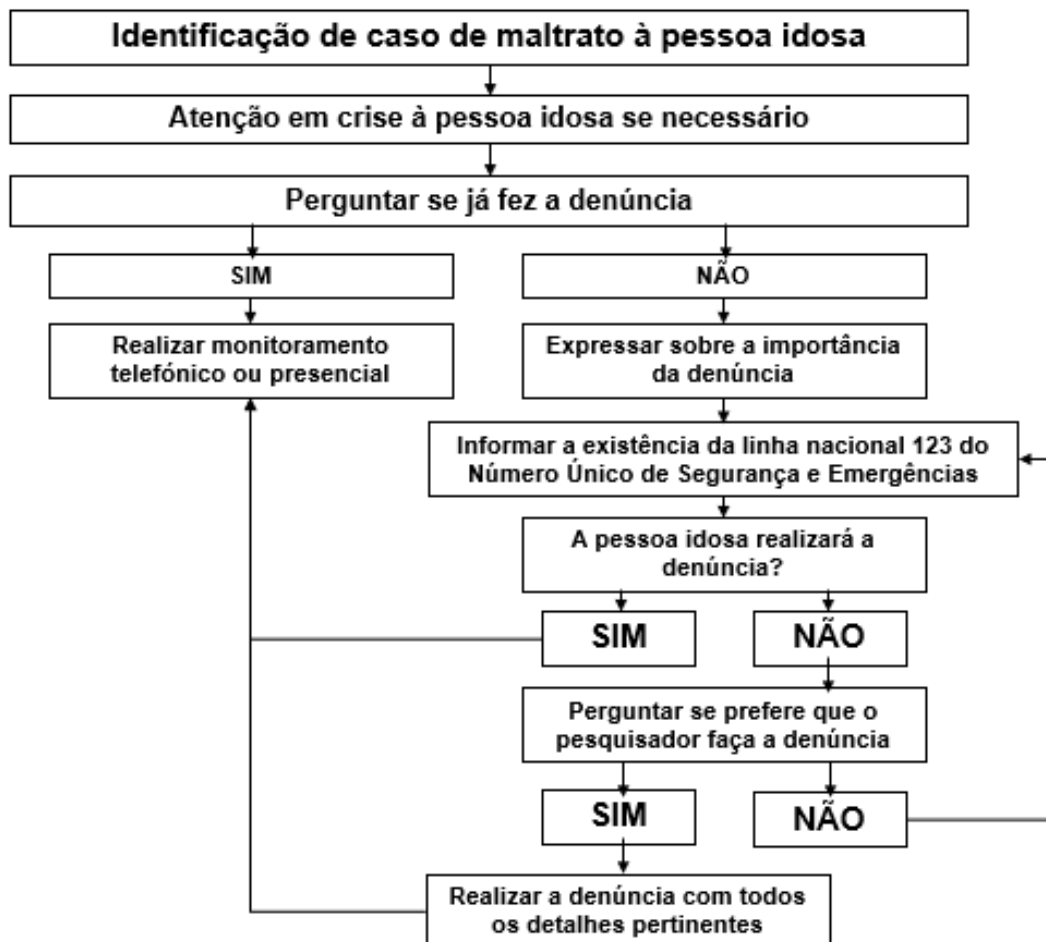 Identificação de caso de maltrato à pessoa idosa
Atenção em crise à pessoa idosa se necessário
Perguntar se já fez a denúncia
SIM
NÃO
Realizar monitoramento
telefónico ou presencial
Expressar sobre a importância
da denúncia
Informar a existência da linha nacional 123 do
Número Único de Segurança e Emergências
A pessoa idosa realizará a
denúncia?
SIM
NÃO
Perguntar se prefere que o
pesquisador faça a denúncia
SIM
NÃO
Realizar a denúncia com todos
os detalhes pertinentes